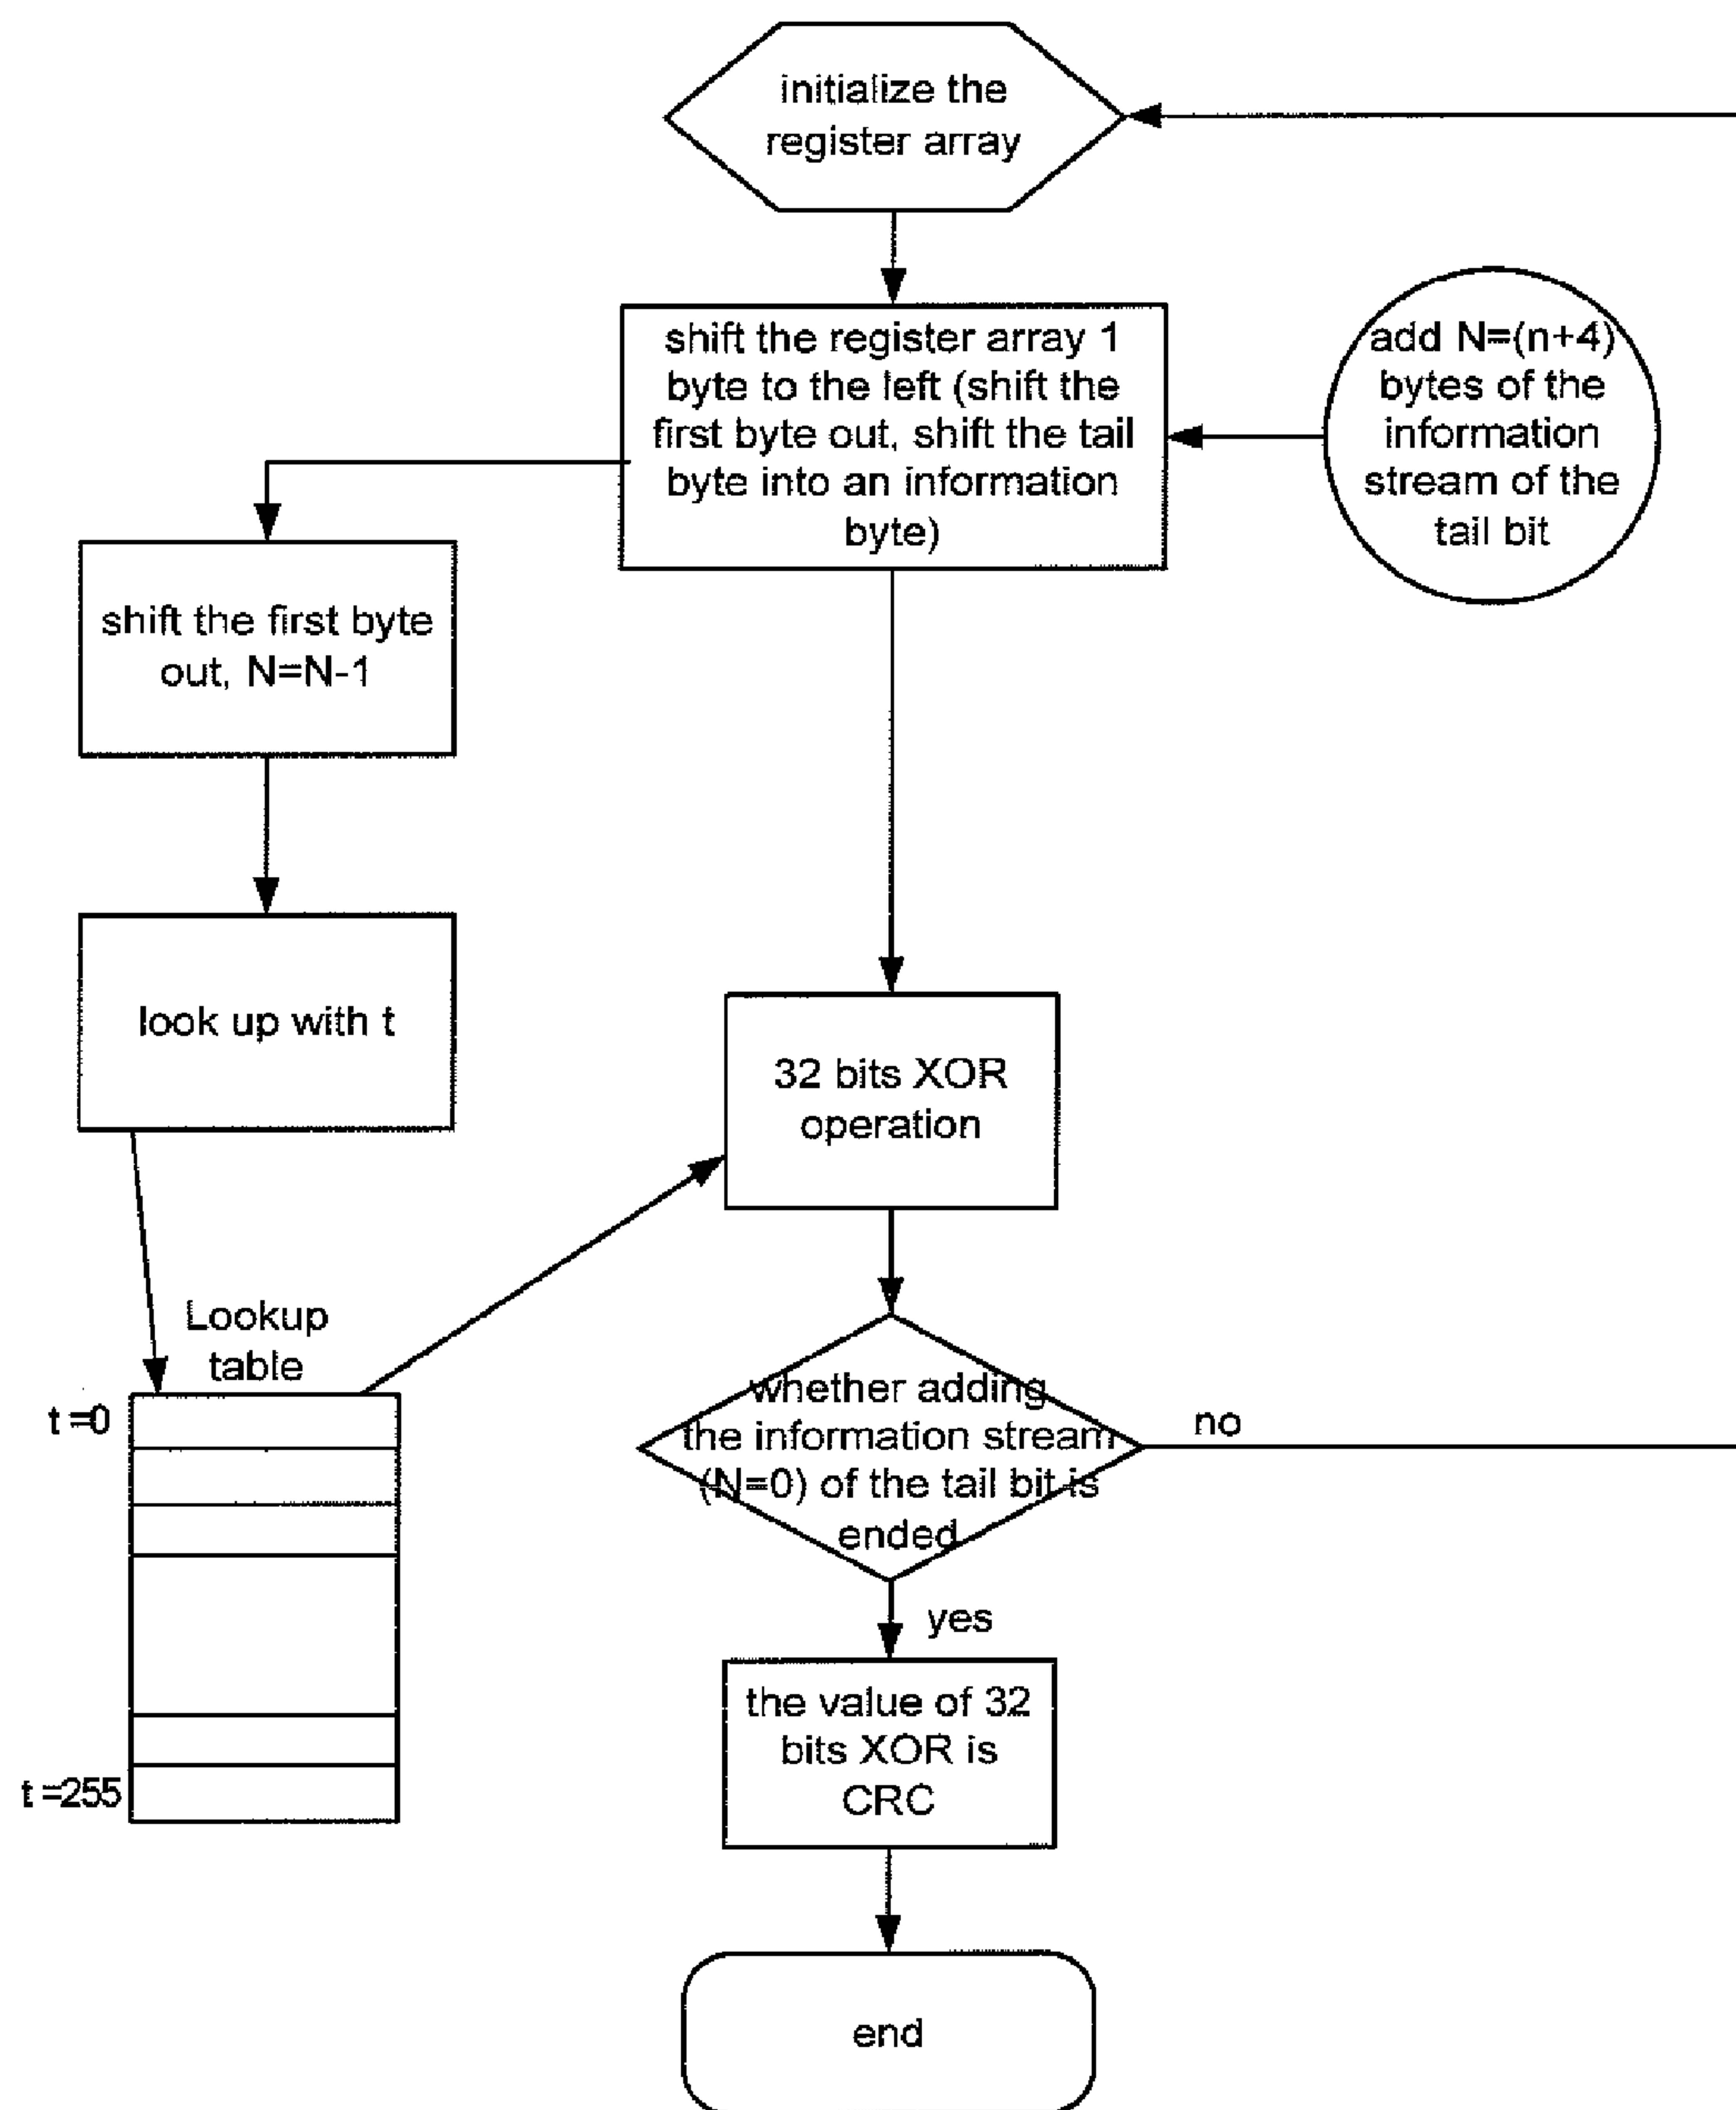 initialize the
register array
shift the register array 1
byte to the left (shift the
first byte out, shift the tail
byte into an information
byte)
add N=(n+4)
bytes of the
information
stream of the
tail bit
shift the first byte
out, N=N-1
look up with t
32 bits XOR
operation
Lookup
table
t =0
t =255
whether adding
the information stream
(N=0) of the tail bit is
ended
no
yes
the value of 32
bits XOR is
CRC
end